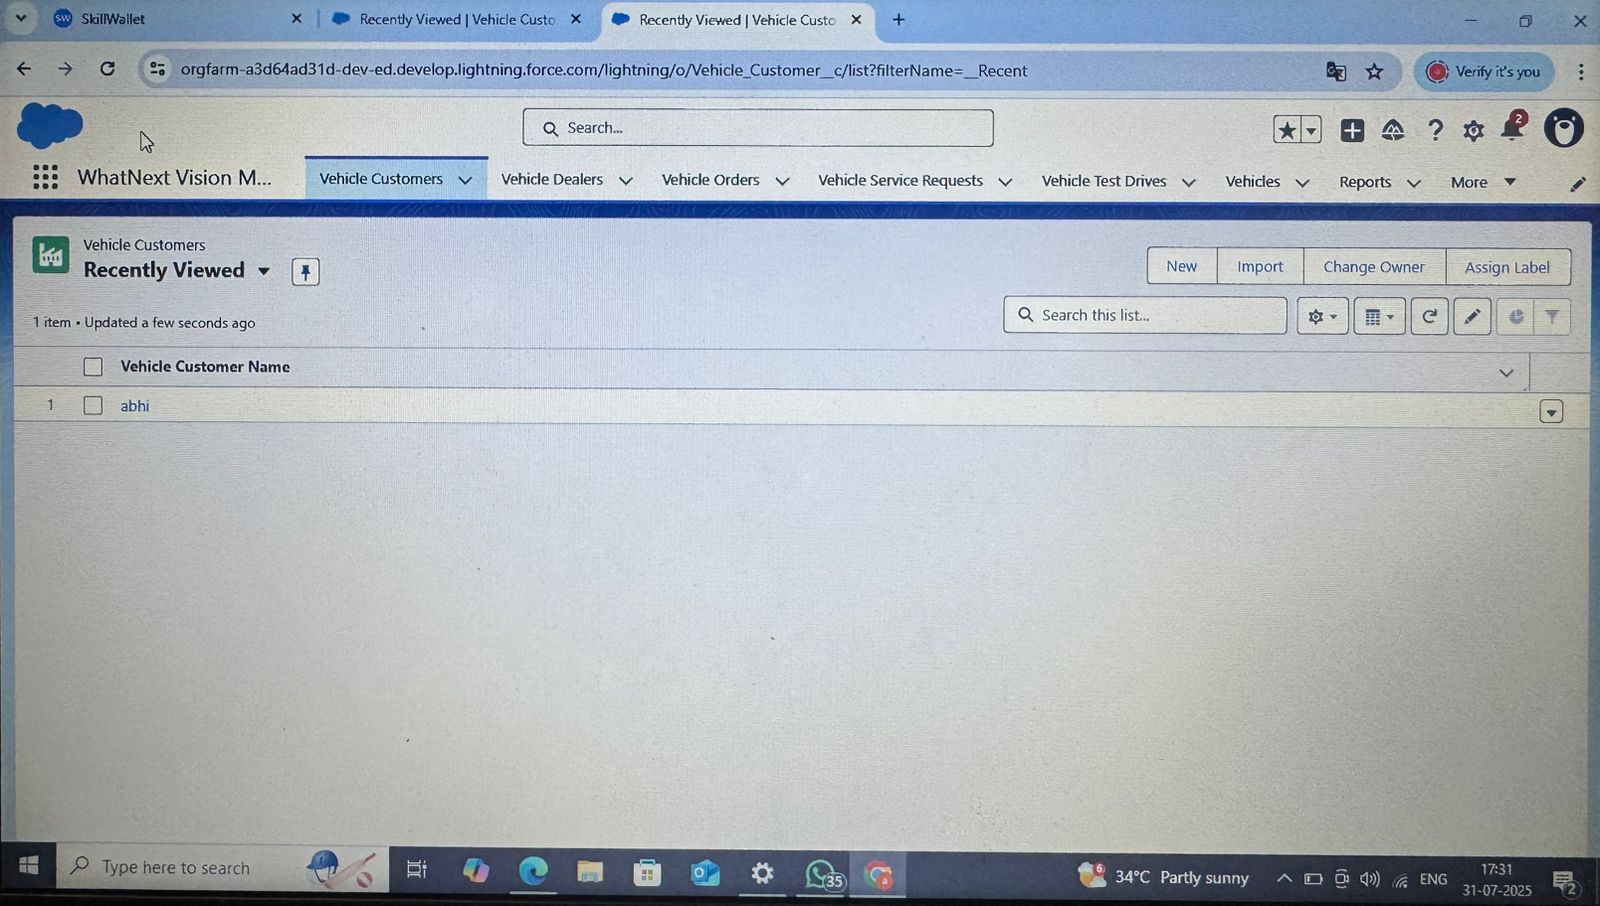 SW SkillWallet
Recently Viewed | Vehicle Custo
Recently Viewed | Vehicle Custo
orgfarm-a3d64ad31d-dev-ed.develop.lightning.force.com/lightning/o/Vehicle_Customer__c/list?filterName=__Recent
Verify it's you
Search...
2
WhatNext Vision M...
Vehicle Customers
Vehicle Dealers
Vehicle Orders
Vehicle Service Requests
Vehicle Test Drives
Vehicles
Reports
More
Vehicle Customers
Recently Viewed
New
Import
Change Owner
Assign Label
1 item • Updated a few seconds ago
Search this list...
Vehicle Customer Name
1 abhi
Type here to search
35
6
34°C Partly sunny
ENG
17:31
31-07-2025
2